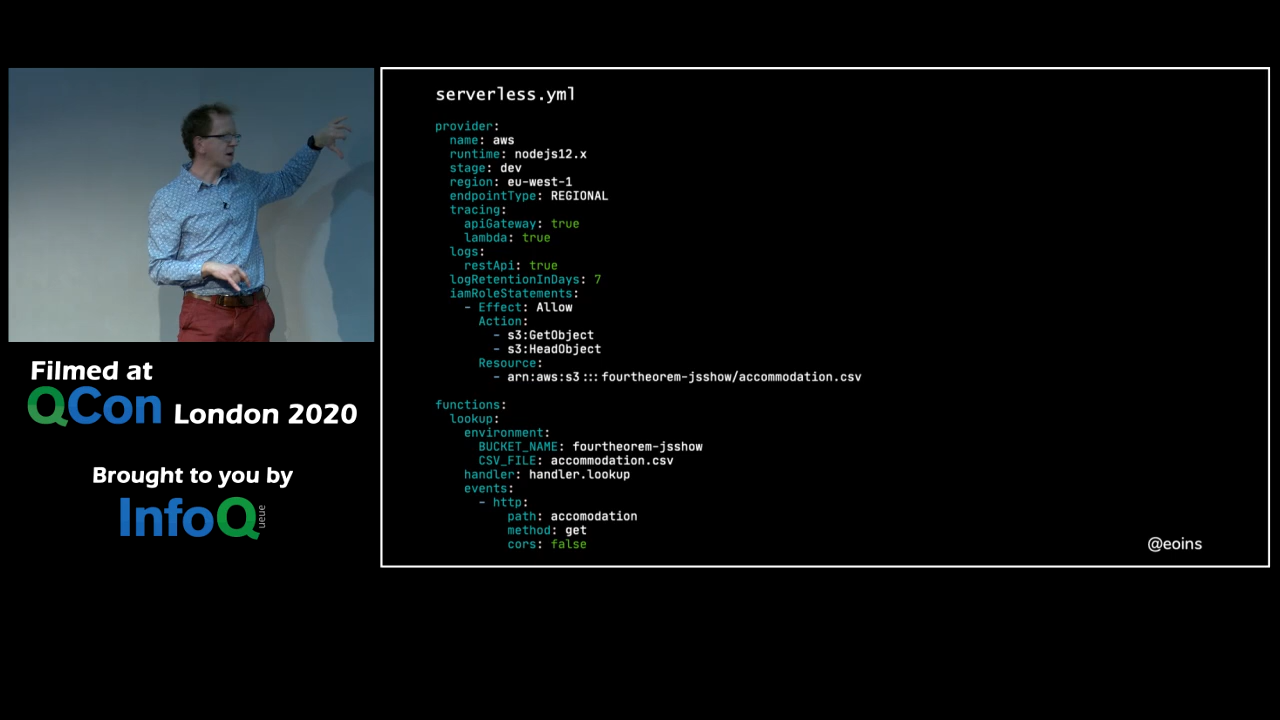 serverless.yml
provider:
name: aws
runtime: nodejs12.x
stage: dev
region: eu-west-1
endpointType: REGIONAL
tracing:
apiGateway: true
lambda: true
logs:
restApi: true
logRetentionInDays: 7
iamRoleStatements:
- Effect: Allow
Action:
- s3:GetObject
- s3:HeadObject
Resource:
- arn:aws:s3:::fourtheorem-jsshow/accommodation.csv
functions:
lookup:
environment:
BUCKET_NAME: fourtheorem-jsshow
CSV_FILE: accommodation.csv
handler: handler.lookup
events:
- http:
path: accomodation
method: get
cors: false
@eoins
Filmed at
QCon London 2020
Brought to you by
InfoQ
ueue